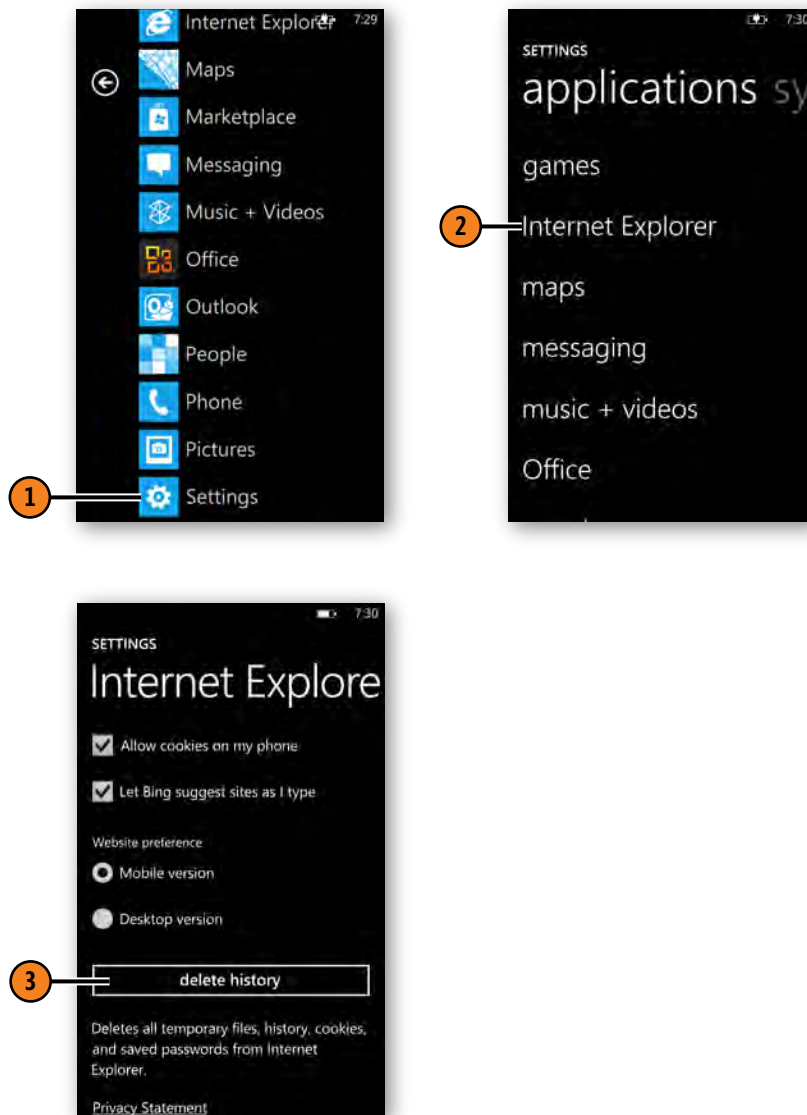 Internet Explorer 7:29
Maps
Marketplace
Messaging
Music + Videos
Office
Outlook
People
Phone
Pictures
1
Settings
7:30
SETTINGS
applications sy
games
2
Internet Explorer
maps
messaging
music + videos
Office
7:30
SETTINGS
Internet Explore
Allow cookies on my phone
Let Bing suggest sites as I type
Website preference
Mobile version
Desktop version
3
delete history
Deletes all temporary files, history, cookies,
and saved passwords from Internet
Explorer.
Privacy Statement